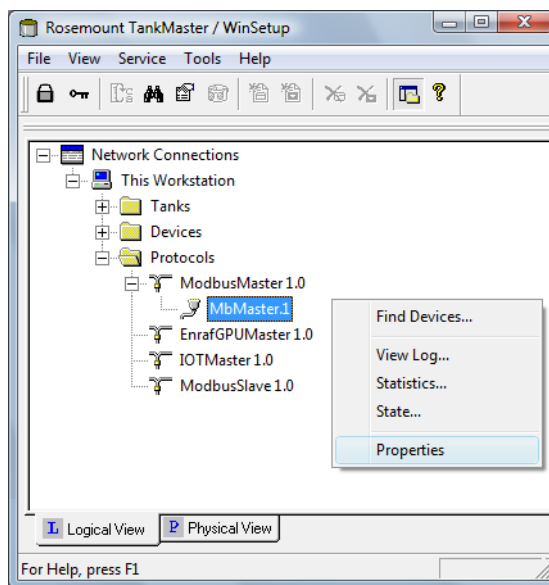 Rosemount TankMaster / WinSetup
File View Service Tools Help
Network Connections
This Workstation
Tanks
Devices
Protocols
ModbusMaster 1.0
MbMaster.1
EnrafGPUMaster 1.0
IOTMaster 1.0
ModbusSlave 1.0
Find Devices...
View Log...
Statistics...
State...
Properties
L Logical View P Physical View
For Help, press F1